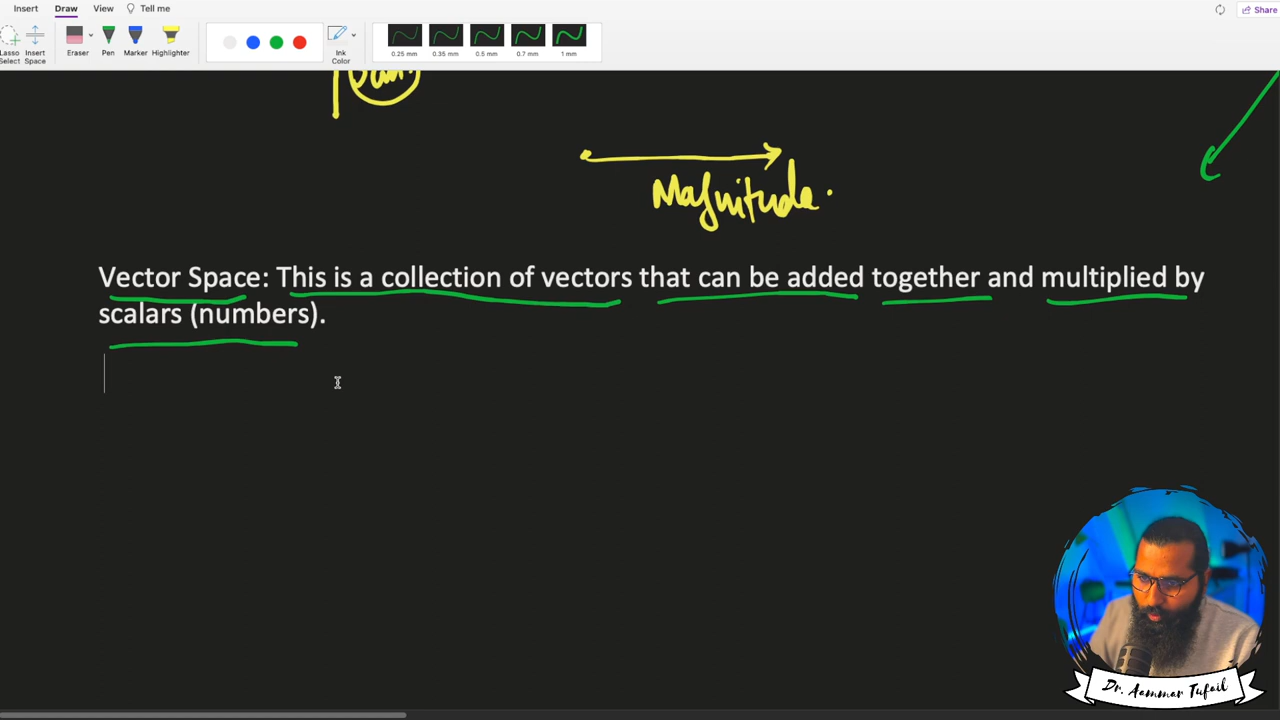 Insert Draw View Tell me
Share
Lasso Select
Insert Space
Eraser
Pen
Marker
Highlighter
Ink Color
0.25 mm 0.35 mm 0.5 mm 0.7 mm 1 mm
Magnitude.
Vector Space: This is a collection of vectors that can be added together and multiplied by
scalars (numbers).
Dr. Aammar Tufail